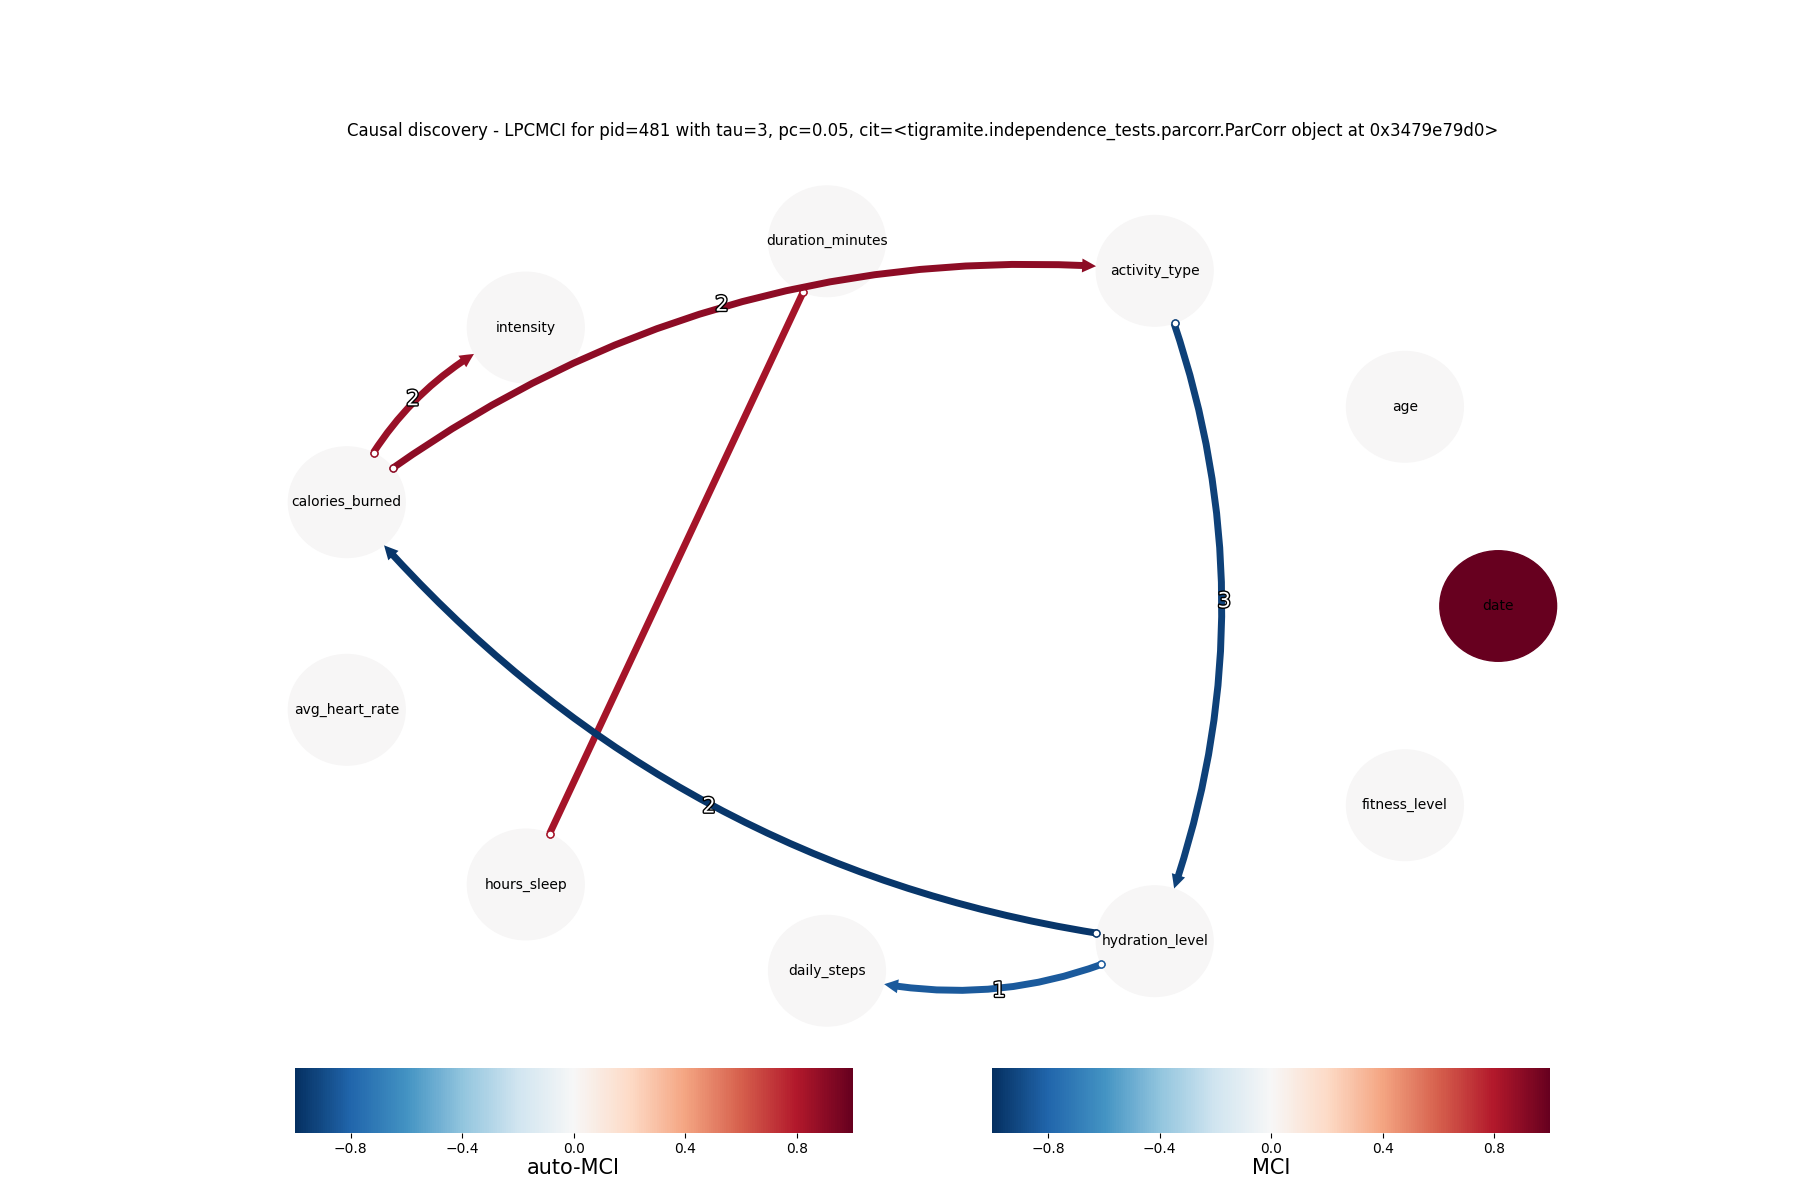 Causal discovery - LPCMCI for pid=481 with tau=3, pc=0.05, cit=<tigramite.independence_tests.parcorr.ParCorr object at 0x3479e79d0>
duration_minutes
activity_type
2
intensity
2
age
calories_burned
3
date
avg_heart_rate
2
fitness_level
hours_sleep
hydration_level
daily_steps
1
−0.8 −0.4 0.0 0.4 0.8
auto-MCI
−0.8 −0.4 0.0 0.4 0.8
MCI